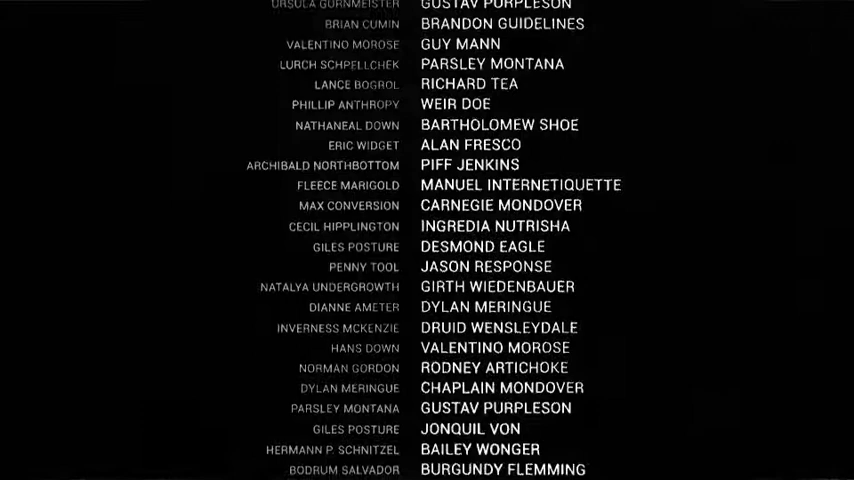 URSULA GURNMEISTER GUSTAV PURPLESON
BRIAN CUMIN BRANDON GUIDELINES
VALENTINO MOROSE GUY MANN
LURCH SCHPELLCHEK PARSLEY MONTANA
LANCE BOGROL RICHARD TEA
PHILLIP ANTHROPY WEIR DOE
NATHANEAL DOWN BARTHOLOMEW SHOE
ERIC WIDGET ALAN FRESCO
ARCHIBALD NORTHBOTTOM PIFF JENKINS
FLEECE MARIGOLD MANUEL INTERNETIQUETTE
MAX CONVERSION CARNEGIE MONDOVER
CECIL HIPPLINGTON INGREDIA NUTRISHA
GILES POSTURE DESMOND EAGLE
PENNY TOOL JASON RESPONSE
NATALYA UNDERGROWTH GIRTH WIEDENBAUER
DIANNE AMETER DYLAN MERINGUE
INVERNESS MCKENZIE DRUID WENSLEYDALE
HANS DOWN VALENTINO MOROSE
NORMAN GORDON RODNEY ARTICHOKE
DYLAN MERINGUE CHAPLAIN MONDOVER
PARSLEY MONTANA GUSTAV PURPLESON
GILES POSTURE JONQUIL VON
HERMANN P. SCHNITZEL BAILEY WONGER
BODRUM SALVADOR BURGUNDY FLEMMING